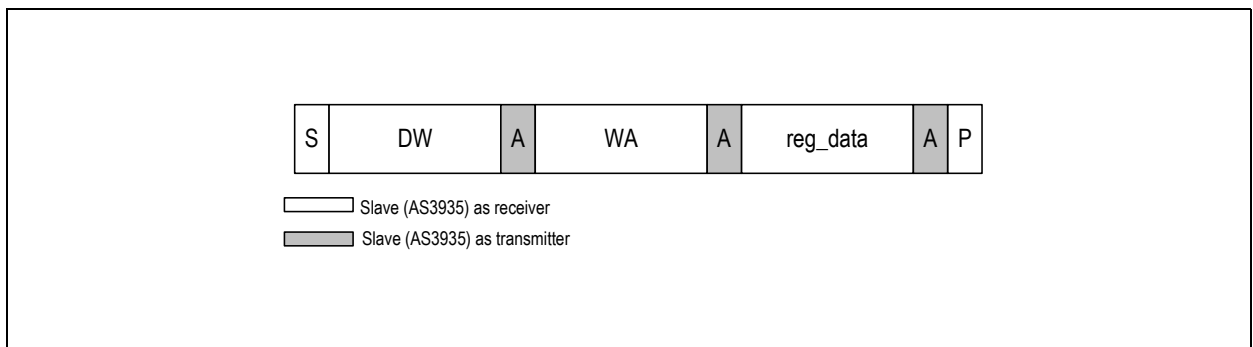 S DW A WA A reg_data A P
Slave (AS3935) as receiver
Slave (AS3935) as transmitter